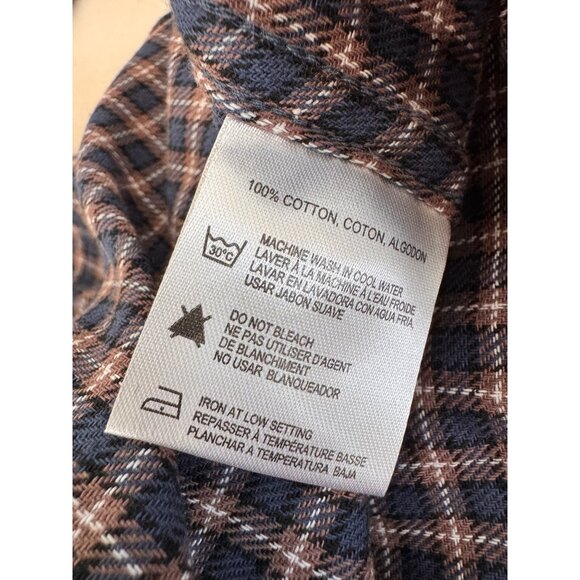 100% COTTON, COTON, ALGODON
30°C
MACHINE WASH IN COOL WATER
LAVER À LA MACHINE À L'EAU FROIDE
LAVAR EN LAVADORA CON AGUA FRIA,
USAR JABON SUAVE
DO NOT BLEACH
NE PAS UTILISER D'AGENT
DE BLANCHIMENT
NO USAR BLANQUEADOR
IRON AT LOW SETTING
REPASSER À TEMPÉRATURE BASSE
PLANCHAR A TEMPERATURA BAJA